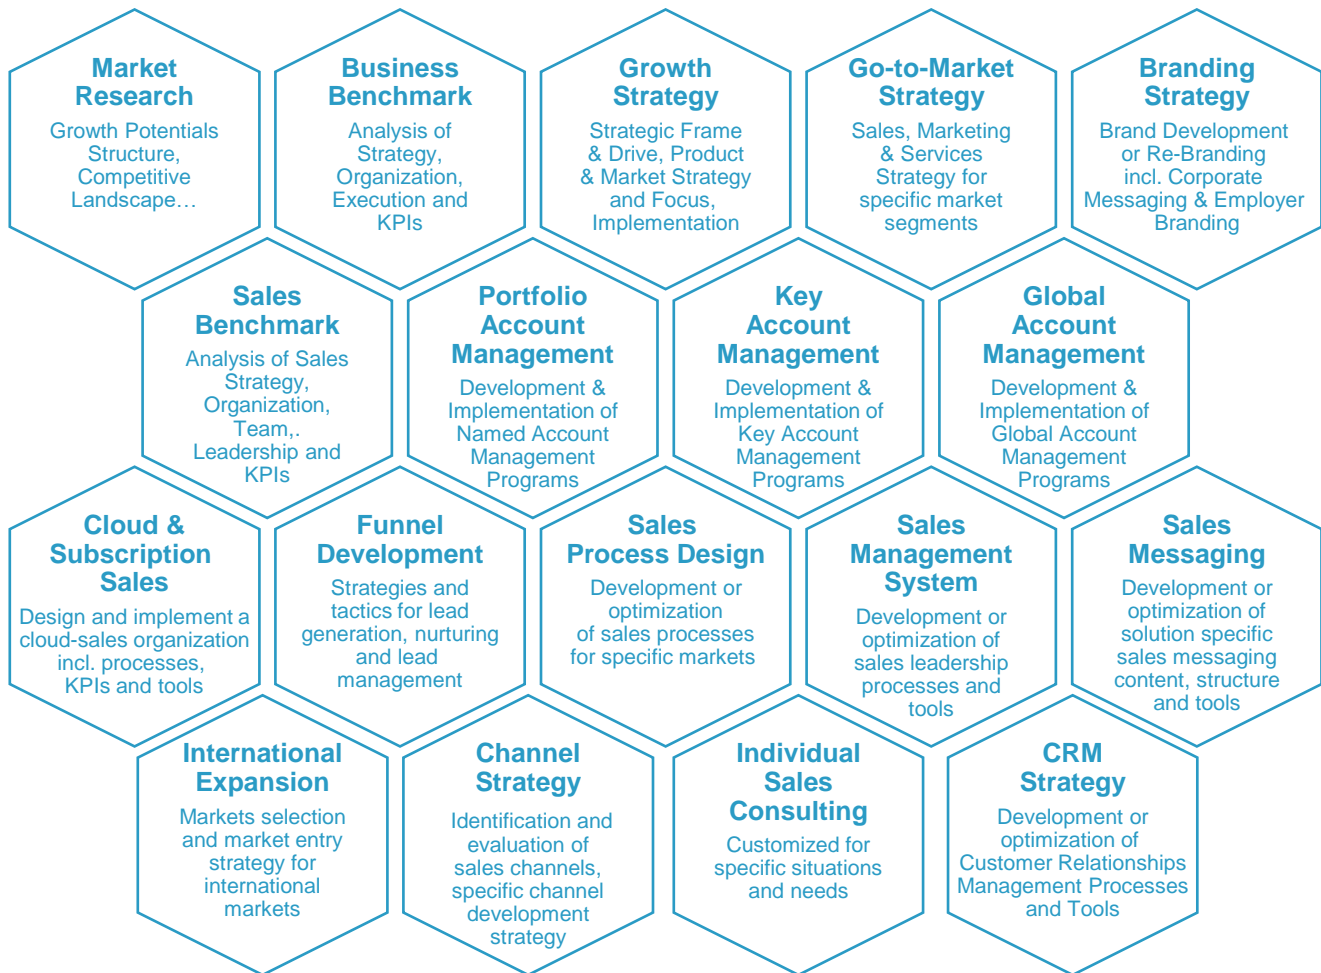 Market
Research
Growth Potentials
Structure,
Competitive
Landscape…
Business
Benchmark
Analysis of
Strategy,
Organization,
Execution and
KPIs
Growth
Strategy
Strategic Frame
& Drive, Product
& Market Strategy
and Focus,
Implementation
Go-to-Market
Strategy
Sales, Marketing
& Services
Strategy for
specific market
segments
Branding
Strategy
Brand Development
or Re-Branding
incl. Corporate
Messaging & Employer
Branding
Sales
Benchmark
Analysis of Sales
Strategy,
Organization,
Team,.
Leadership and
KPIs
Portfolio
Account
Management
Development &
Implementation of
Named Account
Management
Programs
Key
Account
Management
Development &
Implementation of
Key Account
Management
Programs
Global
Account
Management
Development &
Implementation of
Global Account
Management
Programs
Cloud &
Subscription
Sales
Design and implement a
cloud-sales organization
incl. processes,
KPIs and tools
Funnel
Development
Strategies and
tactics for lead
generation, nurturing
and lead
management
Sales
Process Design
Development or
optimization
of sales processes
for specific markets
Sales
Management
System
Development or
optimization of
sales leadership
processes and
tools
Sales
Messaging
Development or
optimization of
solution specific
sales messaging
content, structure
and tools
International
Expansion
Markets selection
and market entry
strategy for
international
markets
Channel
Strategy
Identification and
evaluation of
sales channels,
specific channel
development
strategy
Individual
Sales
Consulting
Customized for
specific situations
and needs
CRM
Strategy
Development or
optimization of
Customer Relationships
Management Processes
and Tools